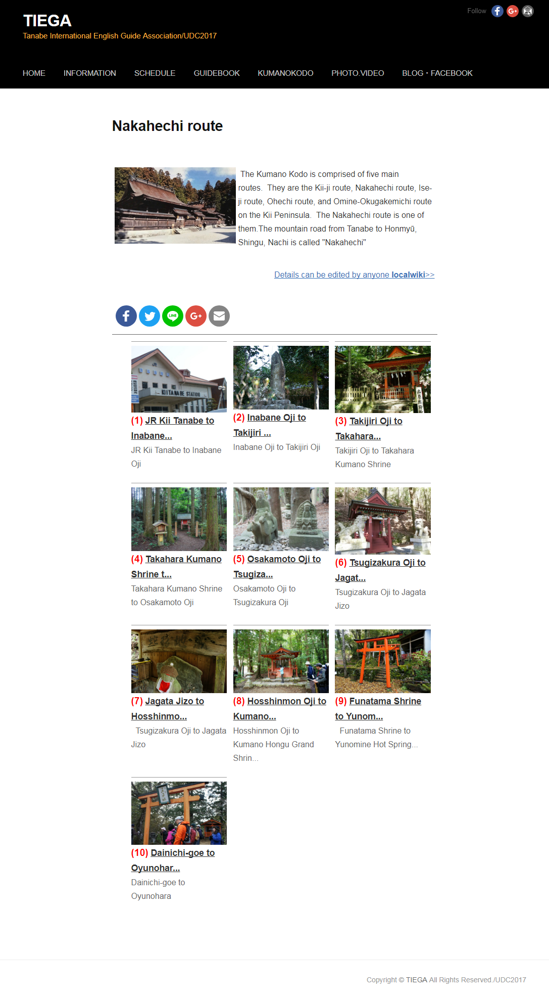 TIEGA
Tanabe International English Guide Association/UDC2017
Follow
HOME INFORMATION SCHEDULE GUIDEBOOK KUMANOKODO PHOTO.VIDEO BLOG・FACEBOOK
Nakahechi route
The Kumano Kodo is comprised of five main
routes.  They are the Kii-ji route, Nakahechi route, Ise-
ji route, Ohechi route, and Omine-Okugakemichi route
on the Kii Peninsula.  The Nakahechi route is one of
them.The mountain road from Tanabe to Honmyū,
Shingu, Nachi is called "Nakahechi"
Details can be edited by anyone localwiki>>
LINE
JR
KII TANABE STATION
(1) JR Kii Tanabe to
Inabane...
JR Kii Tanabe to Inabane
Oji
(2) Inabane Oji to
Takijiri ...
Inabane Oji to Takijiri Oji
(3) Takijiri Oji to
Takahara...
Takijiri Oji to Takahara
Kumano Shrine
(4) Takahara Kumano
Shrine t...
Takahara Kumano Shrine
to Osakamoto Oji
(5) Osakamoto Oji to
Tsugiza...
Osakamoto Oji to
Tsugizakura Oji
(6) Tsugizakura Oji to
Jagat...
Tsugizakura Oji to Jagata
Jizo
(7) Jagata Jizo to
Hosshinmo...
Tsugizakura Oji to Jagata
Jizo
(8) Hosshinmon Oji to
Kumano...
Hosshinmon Oji to
Kumano Hongu Grand
Shrin...
(9) Funatama Shrine
to Yunom...
Funatama Shrine to
Yunomine Hot Spring...
(10) Dainichi-goe to
Oyunohar...
Dainichi-goe to
Oyunohara
Copyright © TIEGA All Rights Reserved./UDC2017